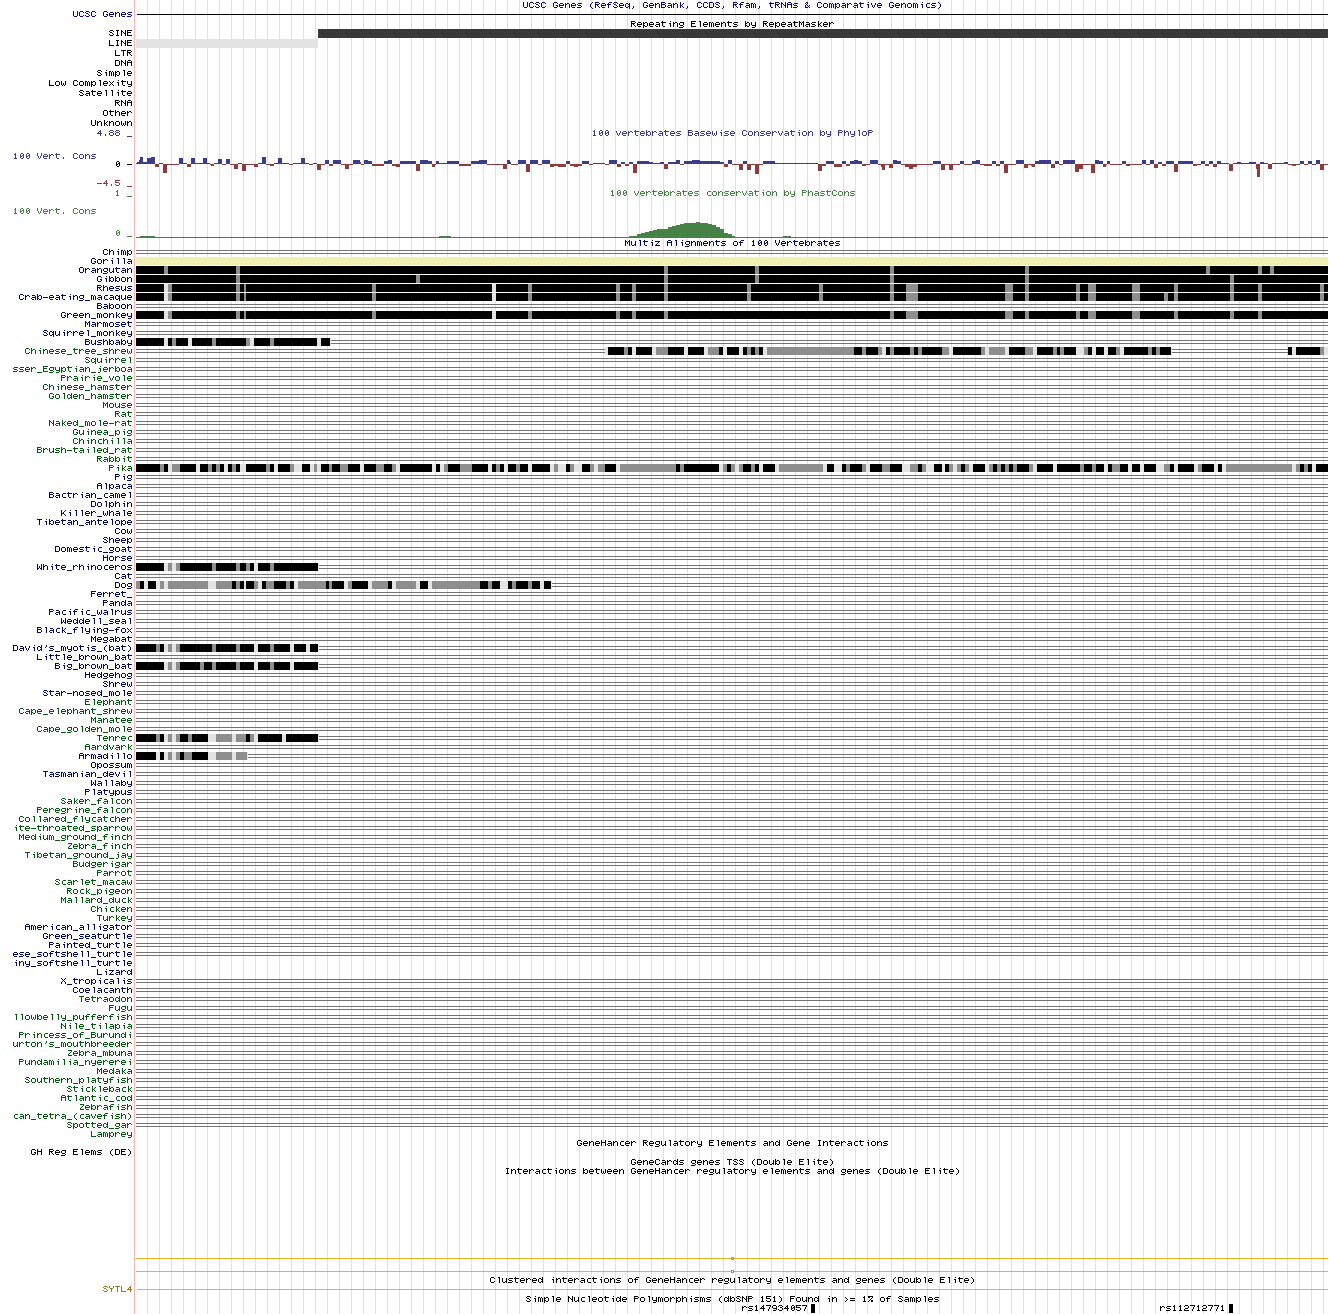 UCSC Genes (RefSeq, GenBank, CCDS, Rfam, tRNAs & Comparative Genomics)
UCSC Genes
Repeating Elements by RepeatMasker
SINE
LINE
LTR
DNA
Simple
Low Complexity
Satellite
RNA
Other
Unknown
100 vertebrates Basewise Conservation by PhyloP
4.88 _
100 Vert. Cons
0 -
-4.5 _
100 vertebrates conservation by PhastCons
1 _
100 Vert. Cons
0 _
Multiz Alignments of 100 Vertebrates
Chimp
Gorilla
Orangutan
Gibbon
Rhesus
Crab-eating_macaque
Baboon
Green_monkey
Marmoset
Squirrel_monkey
Bushbaby
Chinese_tree_shrew
Squirrel
sser_Egyptian_jerboa
Prairie_vole
Chinese_hamster
Golden_hamster
Mouse
Rat
Naked_mole-rat
Guinea_pig
Chinchilla
Brush-tailed_rat
Rabbit
Pika
Pig
Alpaca
Bactrian_camel
Dolphin
Killer_whale
Tibetan_antelope
Cow
Sheep
Domestic_goat
Horse
White_rhinoceros
Cat
Dog
Ferret_
Panda
Pacific_walrus
Weddell_seal
Black_flying-fox
Megabat
David's_myotis_(bat)
Little_brown_bat
Big_brown_bat
Hedgehog
Shrew
Star-nosed_mole
Elephant
Cape_elephant_shrew
Manatee
Cape_golden_mole
Tenrec
Aardvark
Armadillo
Opossum
Tasmanian_devil
Wallaby
Platypus
Saker_falcon
Peregrine_falcon
Collared_flycatcher
ite-throated_sparrow
Medium_ground_finch
Zebra_finch
Tibetan_ground_jay
Budgerigar
Parrot
Scarlet_macaw
Rock_pigeon
Mallard_duck
Chicken
Turkey
American_alligator
Green_seaturtle
Painted_turtle
ese_softshell_turtle
iny_softshell_turtle
Lizard
X_tropicalis
Coelacanth
Tetraodon
Fugu
llowbelly_pufferfish
Nile_tilapia
Princess_of_Burundi
urton's_mouthbreeder
Zebra_mbuna
Pundamilia_nyererei
Medaka
Southern_platyfish
Stickleback
Atlantic_cod
Zebrafish
can_tetra_(cavefish)
Spotted_gar
Lamprey
GeneHancer Regulatory Elements and Gene Interactions
GH Reg Elems (DE)
GeneCards genes TSS (Double Elite)
Interactions between GeneHancer regulatory elements and genes (Double Elite)
Clustered interactions of GeneHancer regulatory elements and genes (Double Elite)
SYTL4
Simple Nucleotide Polymorphisms (dbSNP 151) Found in >= 1% of Samples
rs147934057
rs112712771